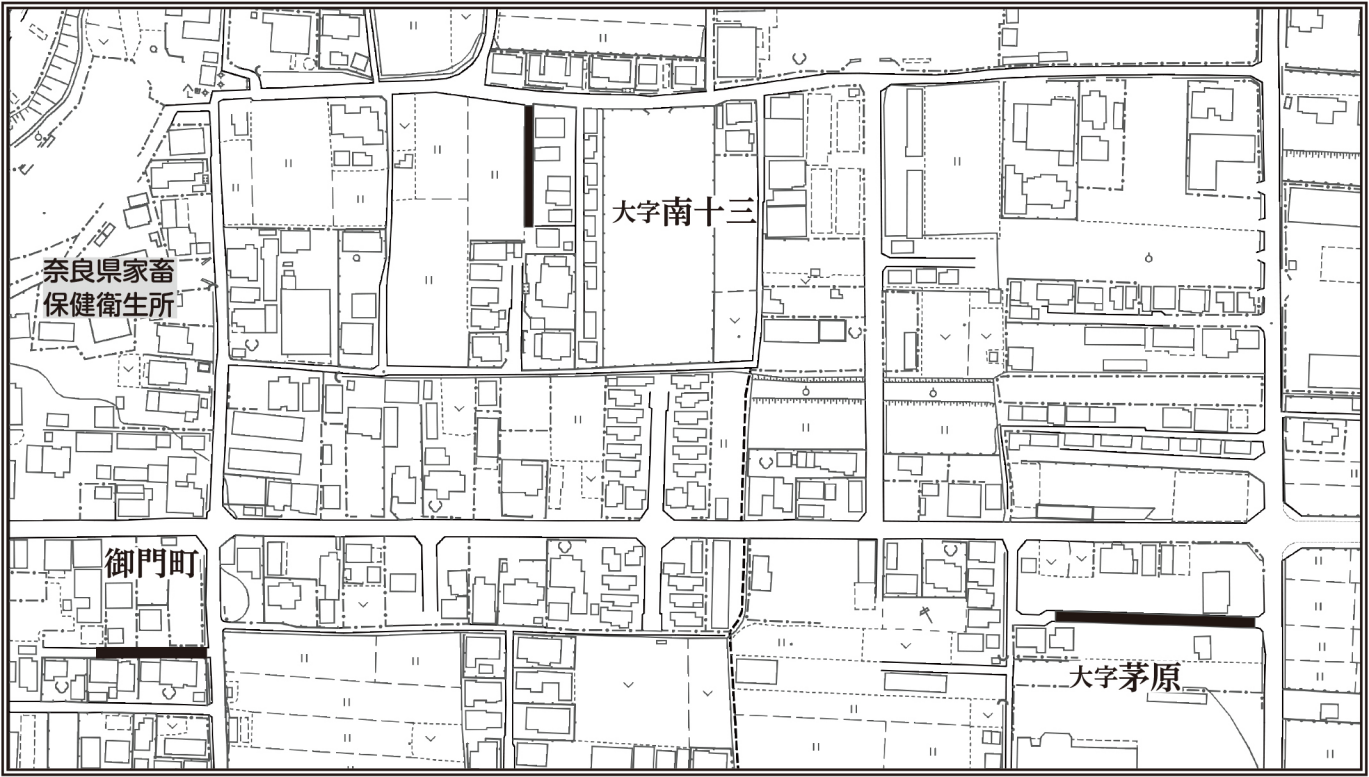 大字南十三
奈良県家畜
保健衛生所
御門町
大字茅原